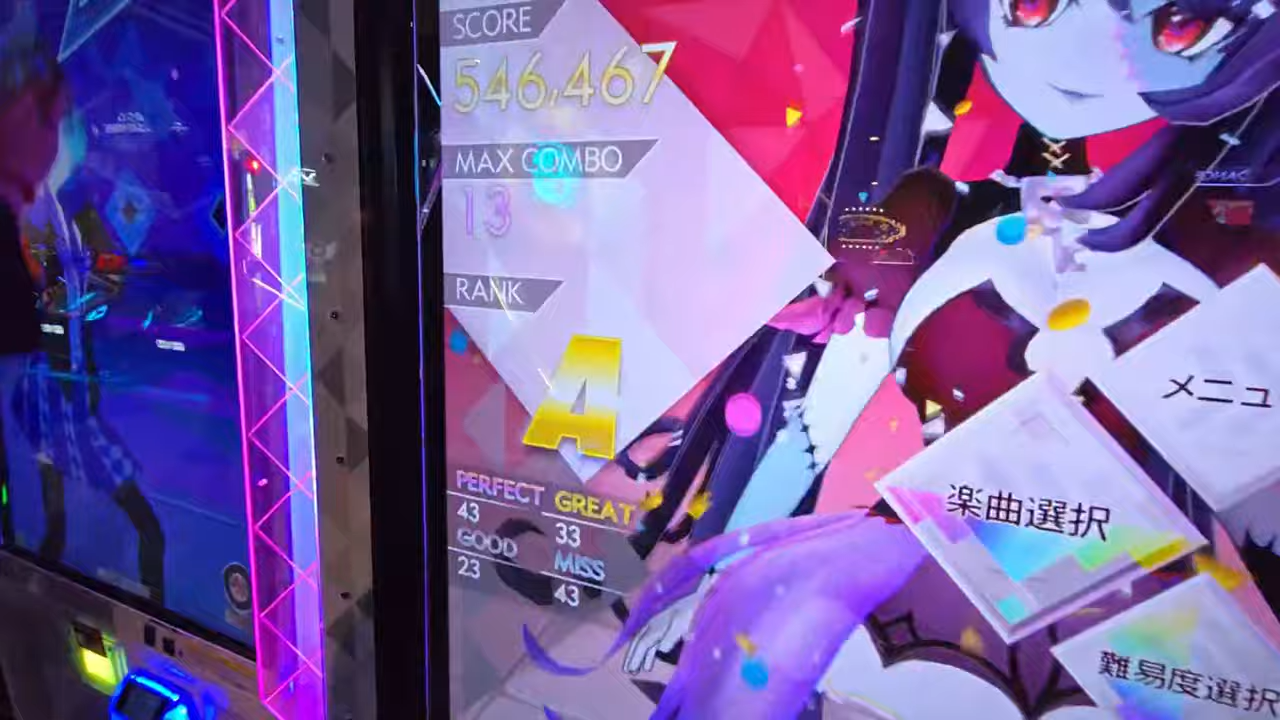 SCORE
546,467
MAX COMBO
13
RANK
A
PERFECT GREAT
43 33
GOOD MISS
23 43
メニュ
楽曲選択
難易度選択